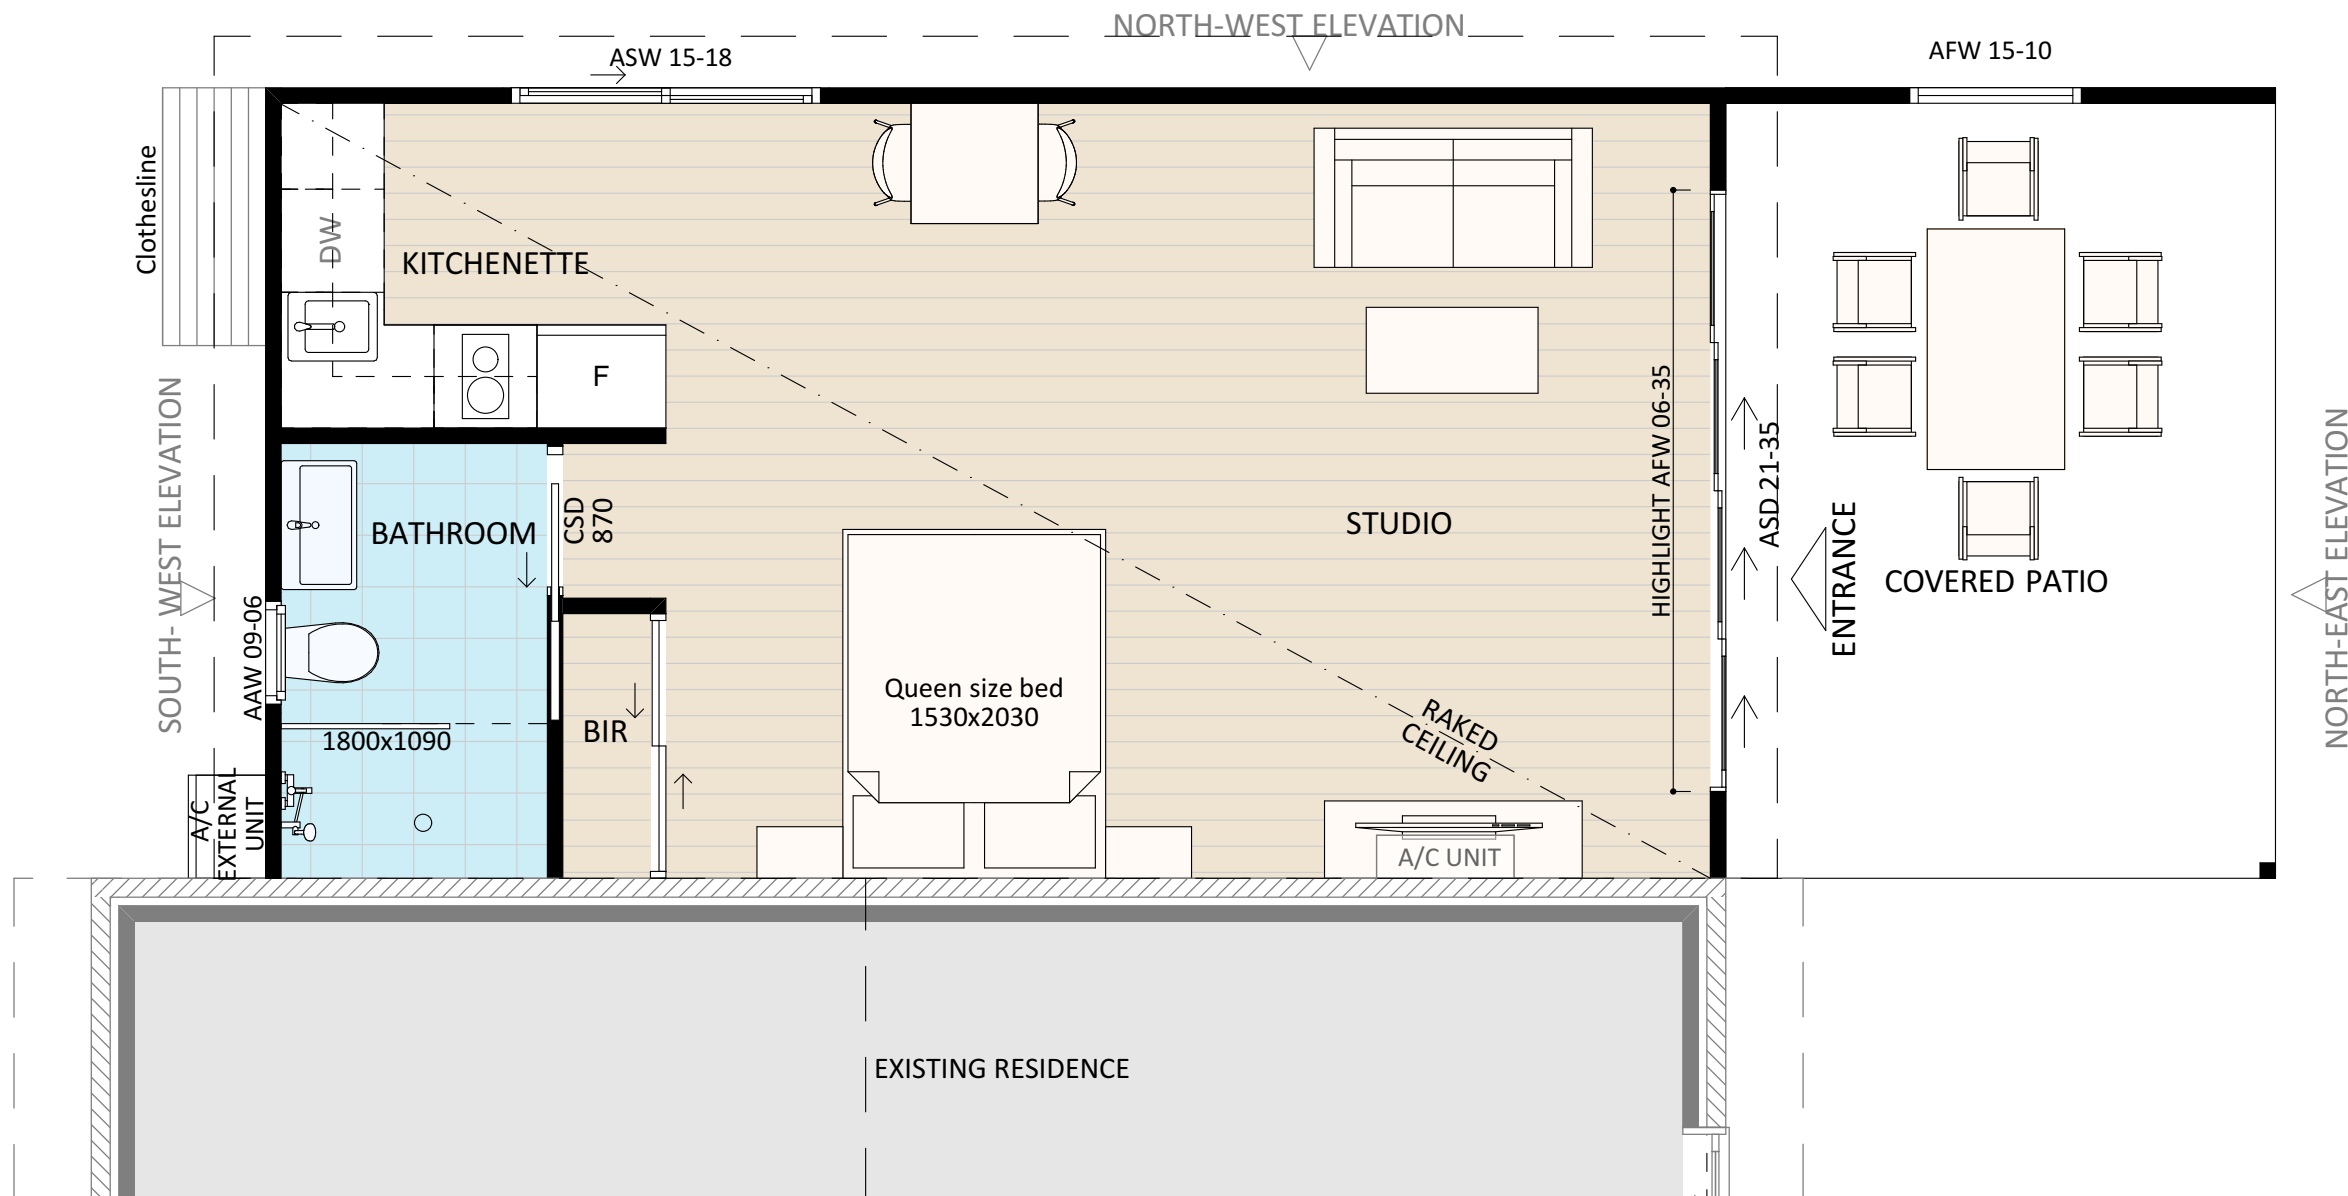 NORTH-WEST ELEVATION
ASW 15-18
AFW 15-10
Clothesline
DW
KITCHENETTE
F
HIGHLIGHT AFW 06-35
ASD 21-35
SOUTH- WEST ELEVATION
NORTH-EAST ELEVATION
BATHROOM
CSD
870
STUDIO
ENTRANCE
COVERED PATIO
AAW 09-06
Queen size bed
1530x2030
BIR
1800x1090
RAKED
CEILING
A/C
EXTERNAL
UNIT
A/C UNIT
EXISTING RESIDENCE